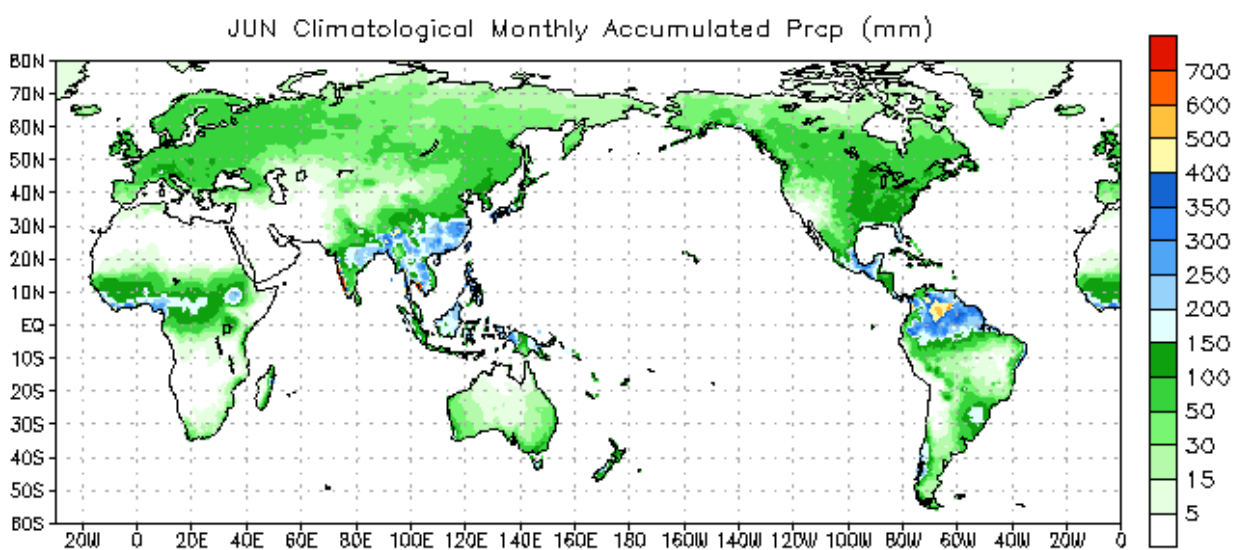 JUN Climatological Monthly Accumulated Prcp (mm)
80N
70N
60N
50N
40N
30N
20N
10N
EQ
10S
20S
30S
40S
50S
60S
20W 0 20E 40E 60E 80E 100E 120E 140E 160E 180 160W 140W 120W 100W 80W 60W 40W 20W 0
700
600
500
400
350
300
250
200
150
100
50
30
15
5